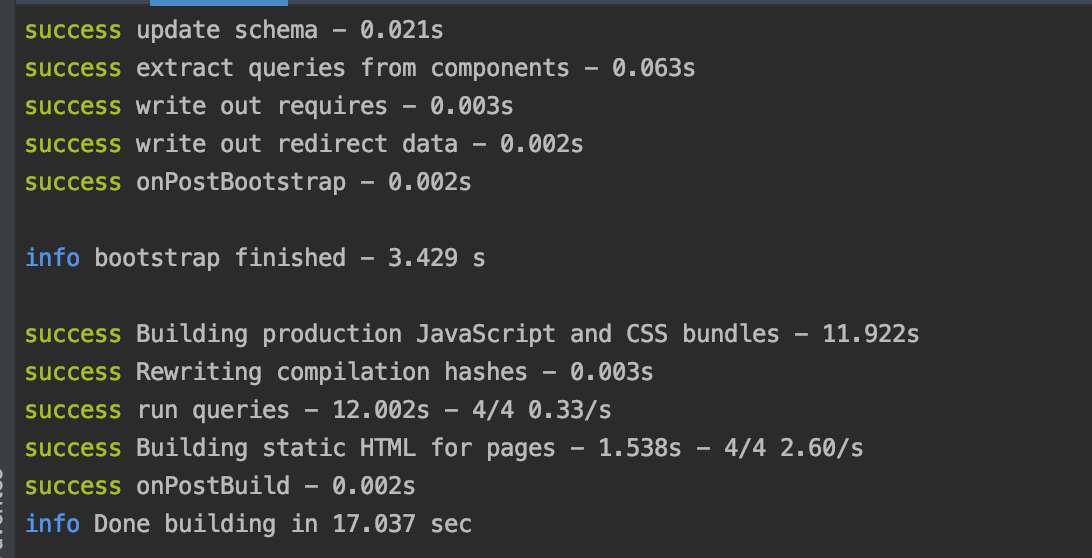 success update schema - 0.021s
success extract queries from components - 0.063s
success write out requires - 0.003s
success write out redirect data - 0.002s
success onPostBootstrap - 0.002s
info bootstrap finished - 3.429 s
success Building production JavaScript and CSS bundles - 11.922s
success Rewriting compilation hashes - 0.003s
success run queries - 12.002s - 4/4 0.33/s
success Building static HTML for pages - 1.538s - 4/4 2.60/s
success onPostBuild - 0.002s
info Done building in 17.037 sec